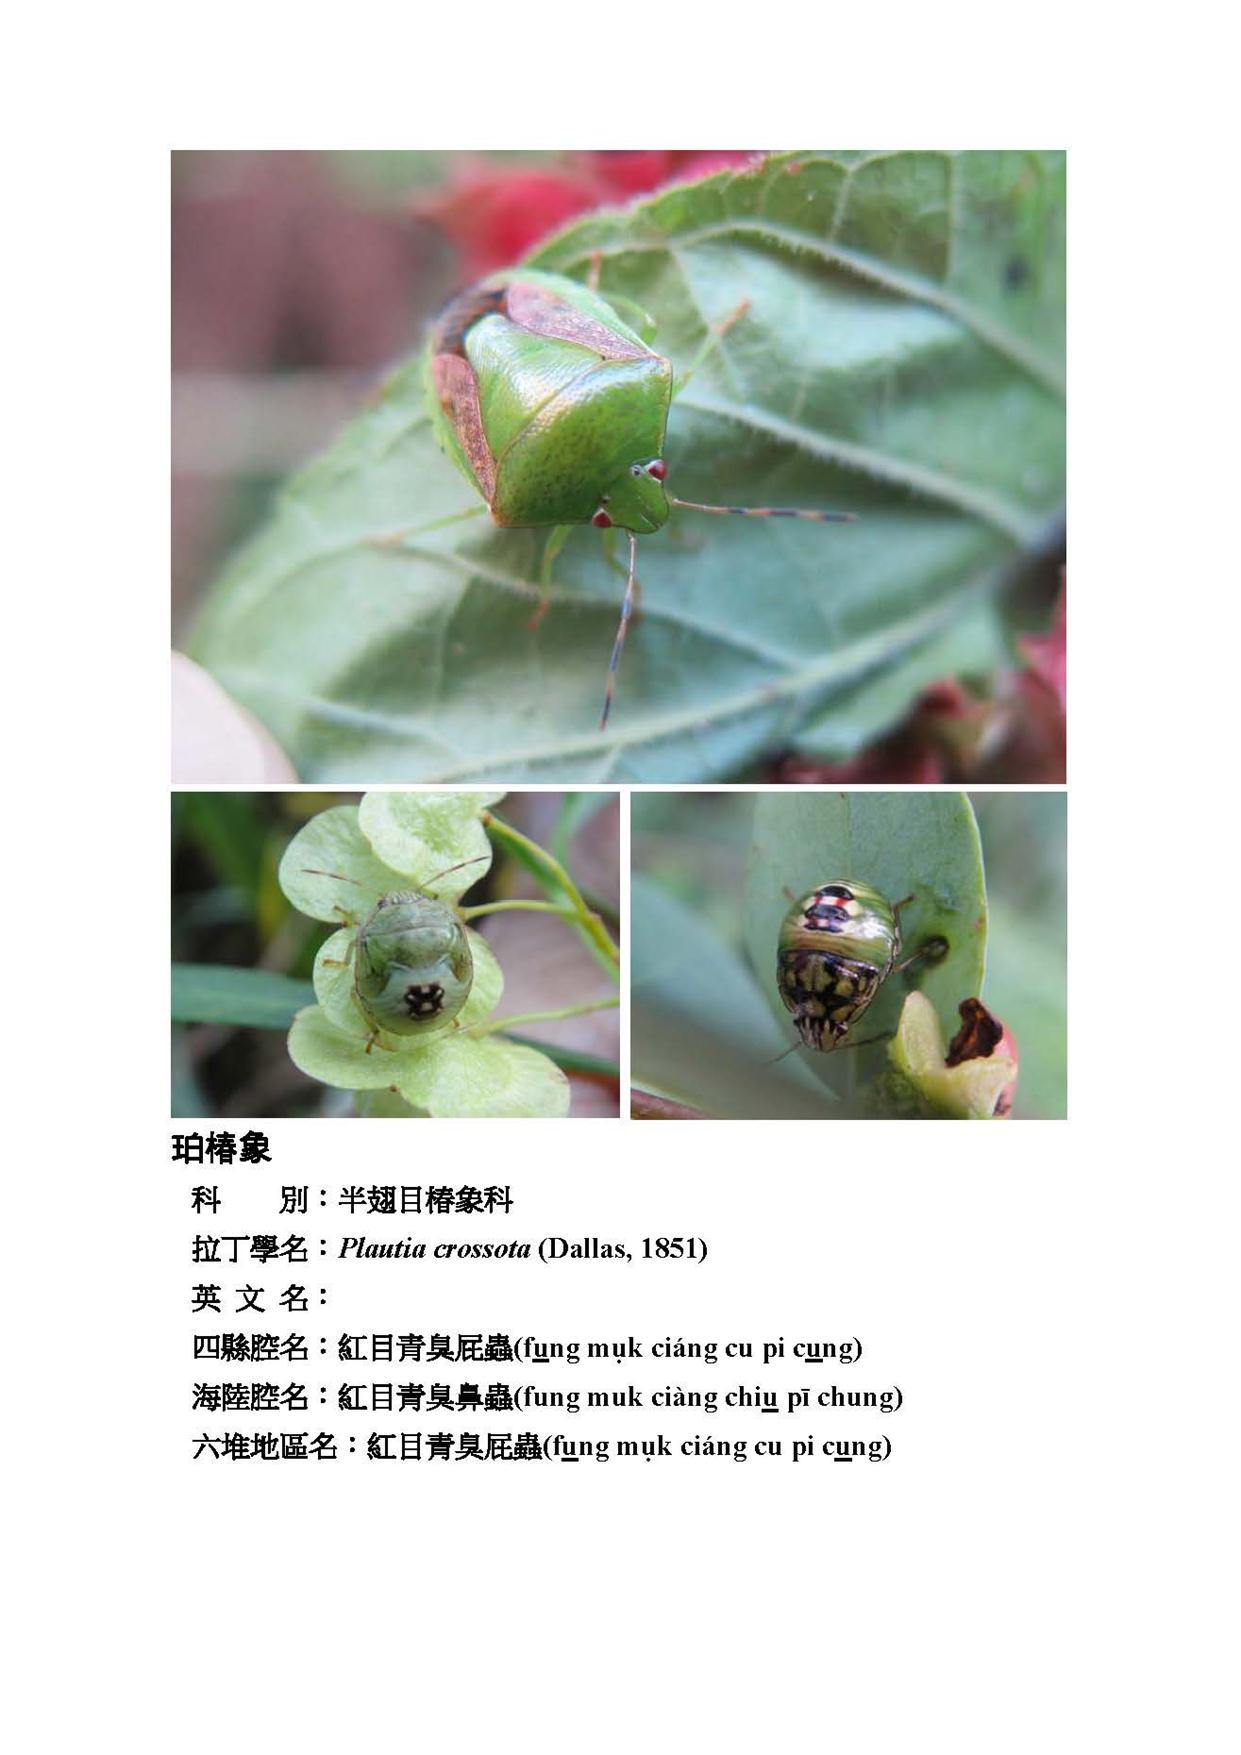 珀椿象
科　　別：半翅目椿象科
拉丁學名：Plautia crossota (Dallas, 1851)
英 文 名：
四縣腔名：紅目青臭屁蟲(fung mụk ciáng cu pi cung)
海陸腔名：紅目青臭鼻蟲(fung muk ciàng chiu pī chung)
六堆地區名：紅目青臭屁蟲(fung mụk ciáng cu pi cung)